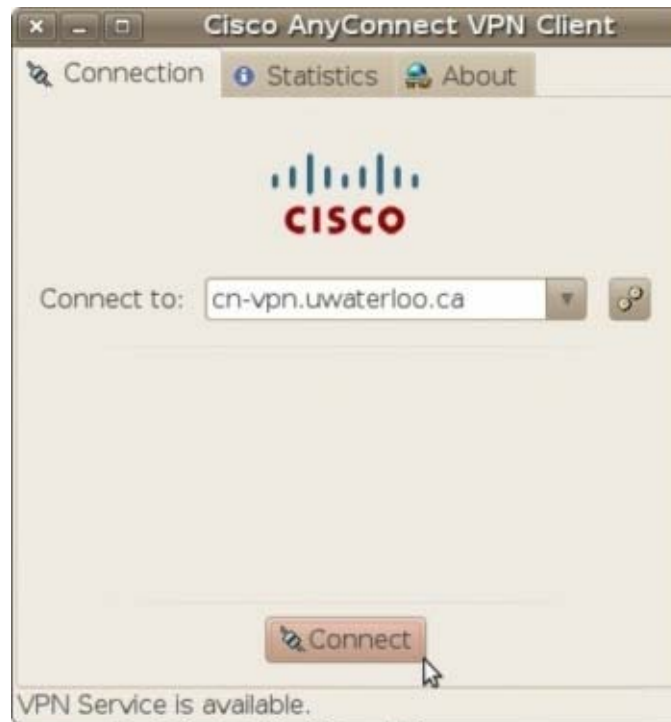 Cisco AnyConnect VPN Client
Connection Statistics About
CISCO
Connect to: cn-vpn.uwaterloo.ca
Connect
VPN Service is available.